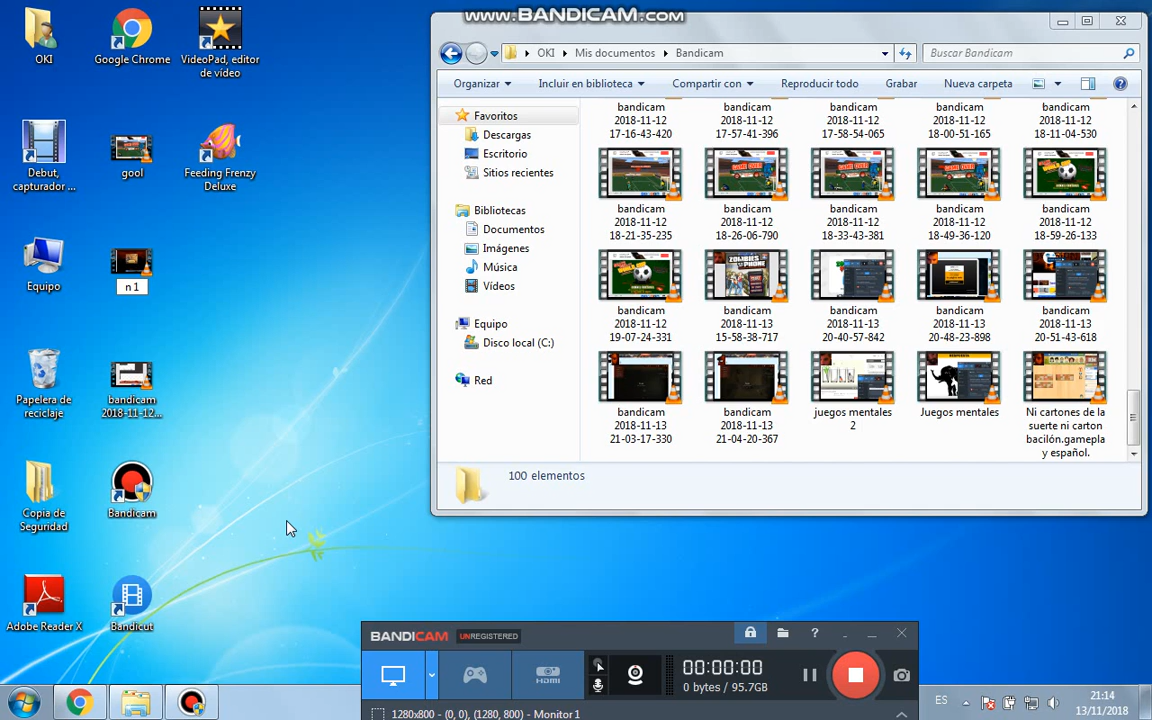 www.BANDICAM.com
OKI
Google Chrome
VideoPad, editor
de vídeo
Debut,
capturador ...
gool
Feeding Frenzy
Deluxe
Equipo
n 1
Papelera de
reciclaje
bandicam
2018-11-12...
Copia de
Seguridad
Bandicam
Adobe Reader X
Bandicut
OKI Mis documentos Bandicam
Buscar Bandicam
Organizar Incluir en biblioteca Compartir con Reproducir todo Grabar Nueva carpeta
Favoritos
Descargas
Escritorio
Sitios recientes
Bibliotecas
Documentos
Imágenes
Música
Vídeos
Equipo
Disco local (C:)
Red
bandicam
2018-11-12
17-16-43-420
bandicam
2018-11-12
17-57-41-396
bandicam
2018-11-12
17-58-54-065
bandicam
2018-11-12
18-00-51-165
bandicam
2018-11-12
18-11-04-530
bandicam
2018-11-12
18-21-35-235
bandicam
2018-11-12
18-26-06-790
bandicam
2018-11-12
18-33-43-381
bandicam
2018-11-12
18-49-36-120
bandicam
2018-11-12
18-59-26-133
bandicam
2018-11-12
19-07-24-331
bandicam
2018-11-13
15-58-38-717
bandicam
2018-11-13
20-40-57-842
bandicam
2018-11-13
20-48-23-898
bandicam
2018-11-13
20-51-43-618
bandicam
2018-11-13
21-03-17-330
bandicam
2018-11-13
21-04-20-367
juegos mentales
2
Juegos mentales
Ni cartones de la
suerte ni carton
bacilón.gamepla
y español.
100 elementos
BANDICAM UNREGISTERED
HDMI
00:00:00
0 bytes / 95.7GB
1280x800 - (0, 0), (1280, 800) - Monitor 1
ES
21:14
13/11/2018